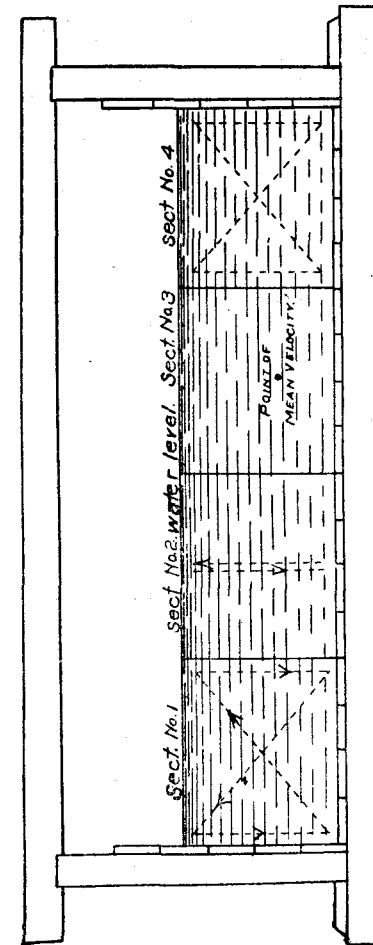 Sect. No. 1 sect No. 2. water level. Sect. No. 3 sect No. 4
POINT OF
MEAN VELOCITY.